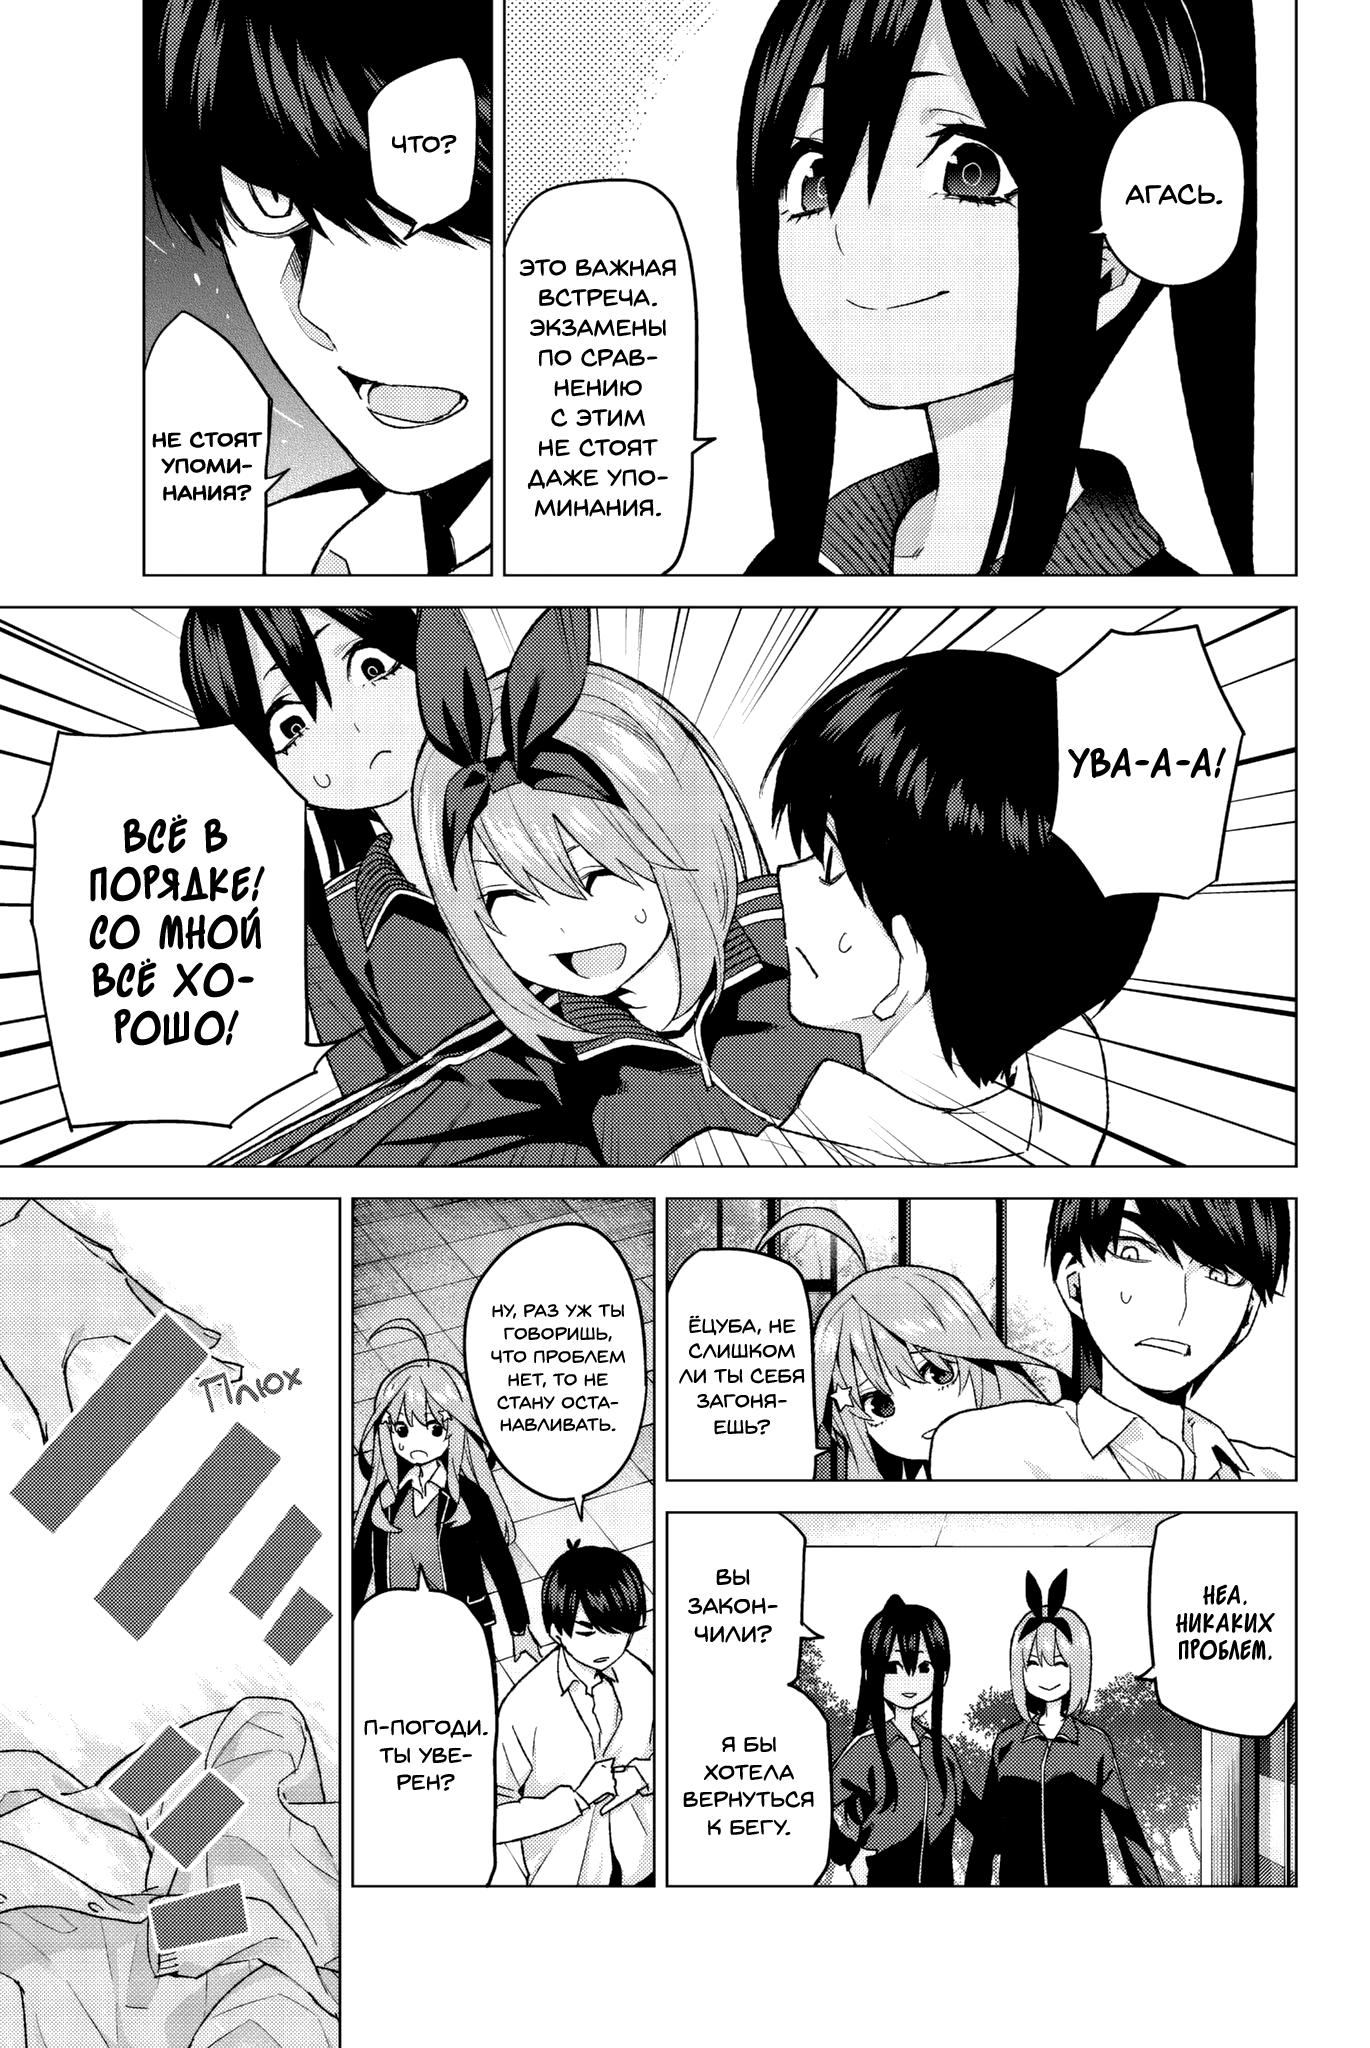 АГАСЬ.
ЭТО ВАЖНАЯ
ВСТРЕЧА.
ЭКЗАМЕНЫ
ПО СРАВ-
НЕНИЮ
С ЭТИМ
НЕ СТОЯТ
ДАЖЕ УПО-
МИНАНИЯ.
ЧТО?
НЕ СТОЯТ
УПОМИ-
НАНИЯ?
УВА-А-А!
ВСЁ В
ПОРЯДКЕ!
СО МНОЙ
ВСЁ ХО-
РОШО!
ЁЦУБА, НЕ
СЛИШКОМ
ЛИ ТЫ СЕБЯ
ЗАГОНЯ-
ЕШЬ?
НЕА.
НИКАКИХ
ПРОБЛЕМ.
ВЫ
ЗАКОН-
ЧИЛИ?
Я БЫ
ХОТЕЛА
ВЕРНУТЬСЯ
К БЕГУ.
НУ, РАЗ УЖ ТЫ
ГОВОРИШЬ,
ЧТО ПРОБЛЕМ
НЕТ, ТО НЕ
СТАНУ ОСТА-
НАВЛИВАТЬ.
П-ПОГОДИ.
ТЫ УВЕ-
РЕН?
Плюх